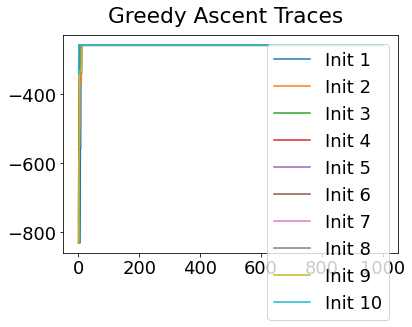 Greedy Ascent Traces
−400
−600
−800
0
200
400
600
800
1000
Init 1
Init 2
Init 3
Init 4
Init 5
Init 6
Init 7
Init 8
Init 9
Init 10